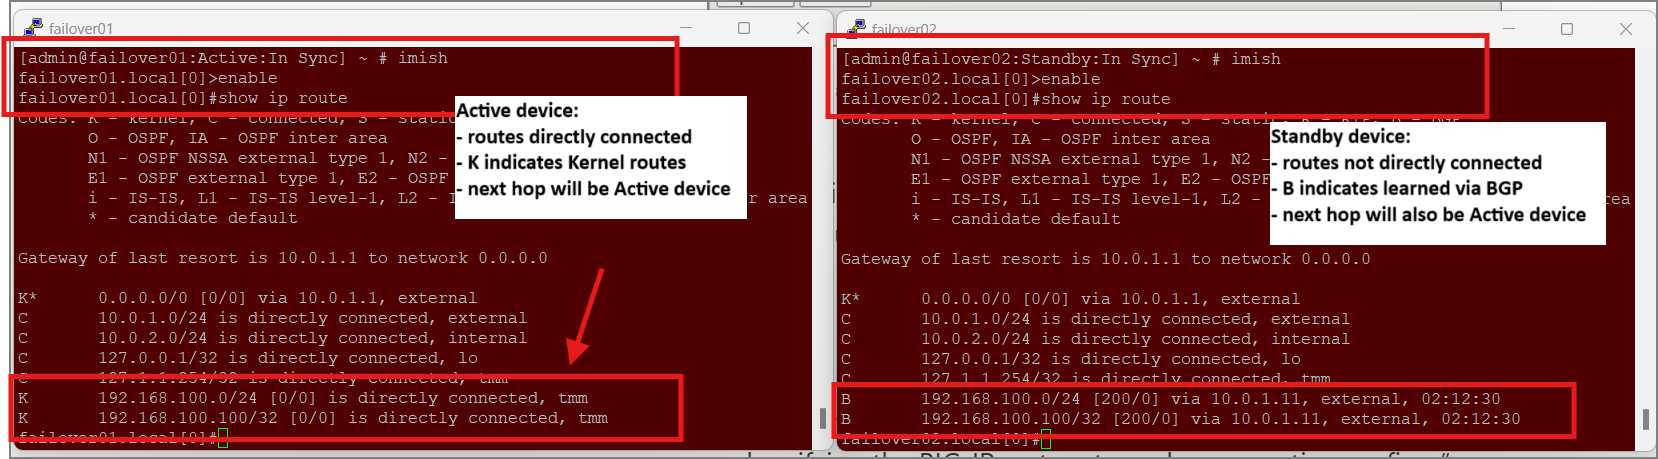 failover01
[admin@failover01:Active:In Sync] ~ # imish
failover01.local[0]>enable
failover01.local[0]#show ip route
Codes: K - kernel, C - connected, S - static
O - OSPF, IA - OSPF inter area
N1 - OSPF NSSA external type 1, N2 -
E1 - OSPF external type 1, E2 - OSPF
i - IS-IS, L1 - IS-IS level-1, L2 - area
* - candidate default
Gateway of last resort is 10.0.1.1 to network 0.0.0.0
K* 0.0.0.0/0 [0/0] via 10.0.1.1, external
C 10.0.1.0/24 is directly connected, external
C 10.0.2.0/24 is directly connected, internal
C 127.0.0.1/32 is directly connected, lo
C 127.1.1.254/32 is directly connected, tmm
K 192.168.100.0/24 [0/0] is directly connected, tmm
K 192.168.100.100/32 [0/0] is directly connected, tmm
failover01.local[0]#
Active device:
- routes directly connected
- K indicates Kernel routes
- next hop will be Active device
failover02
[admin@failover02:Standby:In Sync] ~ # imish
failover02.local[0]>enable
failover02.local[0]#show ip route
Codes: K - kernel, C - connected, S - static, K - RIP, B - BGP
O - OSPF, IA - OSPF inter area
N1 - OSPF NSSA external type 1, N2 -
E1 - OSPF external type 1, E2 - OSPF
i - IS-IS, L1 - IS-IS level-1, L2 - area
* - candidate default
Gateway of last resort is 10.0.1.1 to network 0.0.0.0
K* 0.0.0.0/0 [0/0] via 10.0.1.1, external
C 10.0.1.0/24 is directly connected, external
C 10.0.2.0/24 is directly connected, internal
C 127.0.0.1/32 is directly connected, lo
C 127.1.1.254/32 is directly connected, tmm
B 192.168.100.0/24 [200/0] via 10.0.1.11, external, 02:12:30
B 192.168.100.100/32 [200/0] via 10.0.1.11, external, 02:12:30
failover02.local[0]#
Standby device:
- routes not directly connected
- B indicates learned via BGP
- next hop will also be Active device